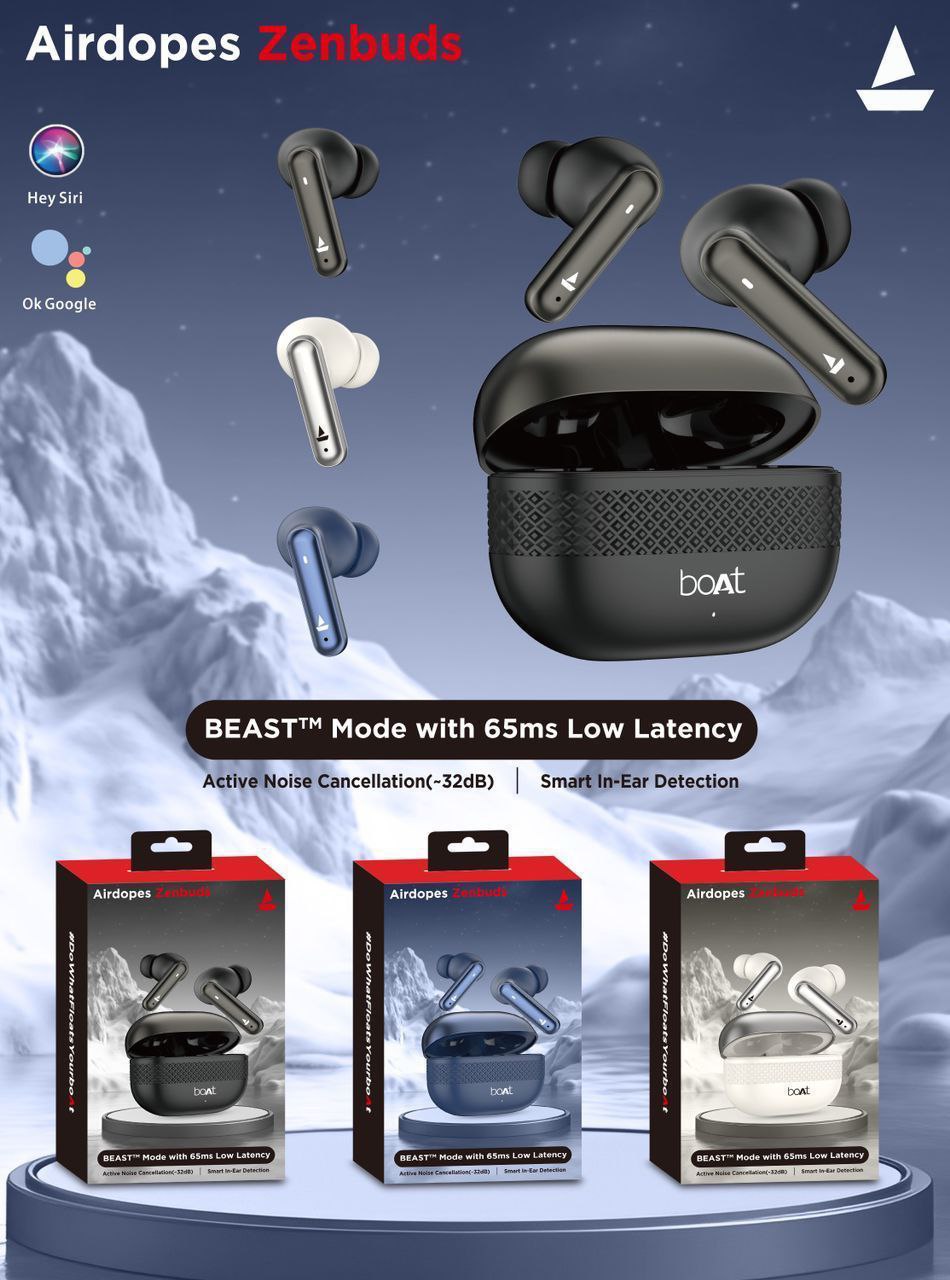 Airdopes Zenbuds
Hey Siri
Ok Google
boAt
BEAST™ Mode with 65ms Low Latency
Active Noise Cancellation(~32dB) | Smart In-Ear Detection
Airdopes Zenbuds
#DoWhatFloatsYourboAt
boAt
BEAST™ Mode with 65ms Low Latency
Active Noise Cancellation(~32dB) | Smart In-Ear Detection
Airdopes Zenbuds
#DoWhatFloatsYourboAt
boAt
BEAST™ Mode with 65ms Low Latency
Active Noise Cancellation(~32dB) | Smart In-Ear Detection
Airdopes Zenbuds
#DoWhatFloatsYourboAt
boAt
BEAST™ Mode with 65ms Low Latency
Active Noise Cancellation(~32dB) | Smart In-Ear Detection